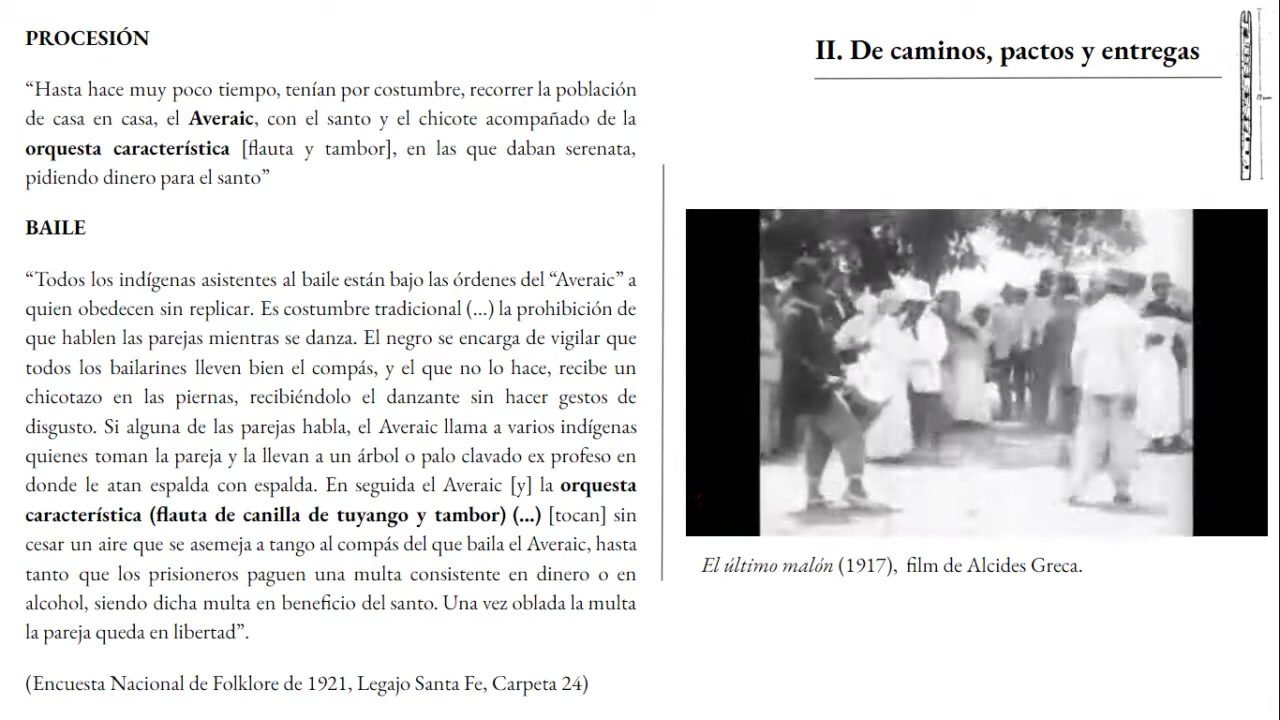 PROCESIÓN
“Hasta hace muy poco tiempo, tenían por costumbre, recorrer la población
de casa en casa, el Averaic, con el santo y el chicote acompañado de la
orquesta característica [flauta y tambor], en las que daban serenata,
pidiendo dinero para el santo”
BAILE
“Todos los indígenas asistentes al baile están bajo las órdenes del “Averaic” a
quien obedecen sin replicar. Es costumbre tradicional (...) la prohibición de
que hablen las parejas mientras se danza. El negro se encarga de vigilar que
todos los bailarines lleven bien el compás, y el que no lo hace, recibe un
chicotazo en las piernas, recibiéndolo el danzante sin hacer gestos de
disgusto. Si alguna de las parejas habla, el Averaic llama a varios indígenas
quienes toman la pareja y la llevan a un árbol o palo clavado ex profeso en
donde le atan espalda con espalda. En seguida el Averaic [y] la orquesta
característica (flauta de canilla de tuyango y tambor) (...) [tocan] sin
cesar un aire que se asemeja a tango al compás del que baila el Averaic, hasta
tanto que los prisioneros paguen una multa consistente en dinero o en
alcohol, siendo dicha multa en beneficio del santo. Una vez oblada la multa
la pareja queda en libertad”.
(Encuesta Nacional de Folklore de 1921, Legajo Santa Fe, Carpeta 24)
II. De caminos, pactos y entregas
El último malón (1917), film de Alcides Greca.